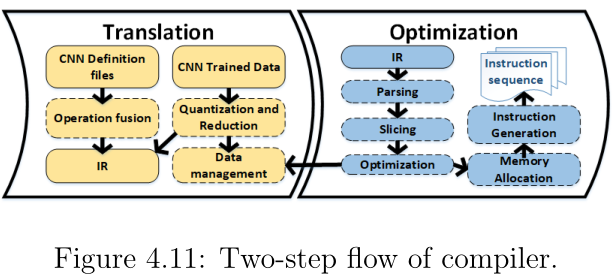 Translation
CNN Definition
files
CNN Trained Data
Operation fusion
Quantization and
Reduction
IR
Data
management
Optimization
IR
Parsing
Slicing
Optimization
Memory
Allocation
Instruction
Generation
Instruction
sequence
Figure 4.11: Two-step flow of compiler.